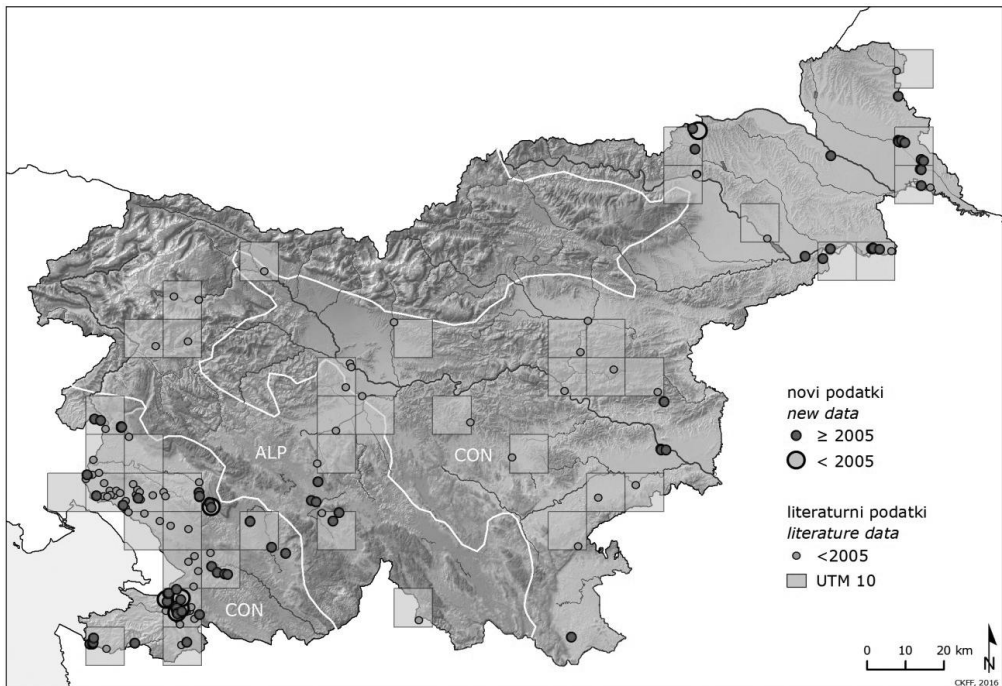 ALP
CON
CON
novi podatki
new data
≥ 2005
< 2005
literaturni podatki
literature data
<2005
UTM 10
0 10 20 km
N
CKFF, 2016